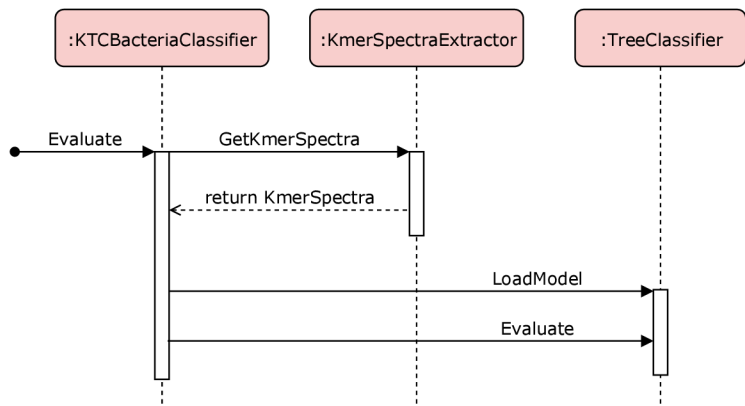 :KTCBacteriaClassifier
:KmerSpectraExtractor
:TreeClassifier
Evaluate
GetKmerSpectra
return KmerSpectra
LoadModel
Evaluate